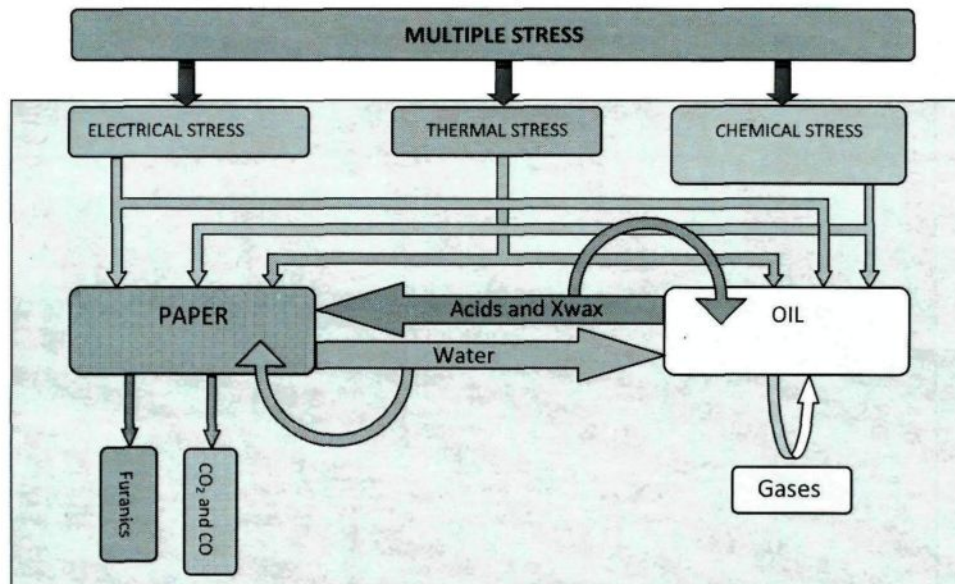 MULTIPLE STRESS
ELECTRICAL STRESS
THERMAL STRESS
CHEMICAL STRESS
PAPER
Acids and Xwax
OIL
Water
Furanics
CO₂ and CO
Gases